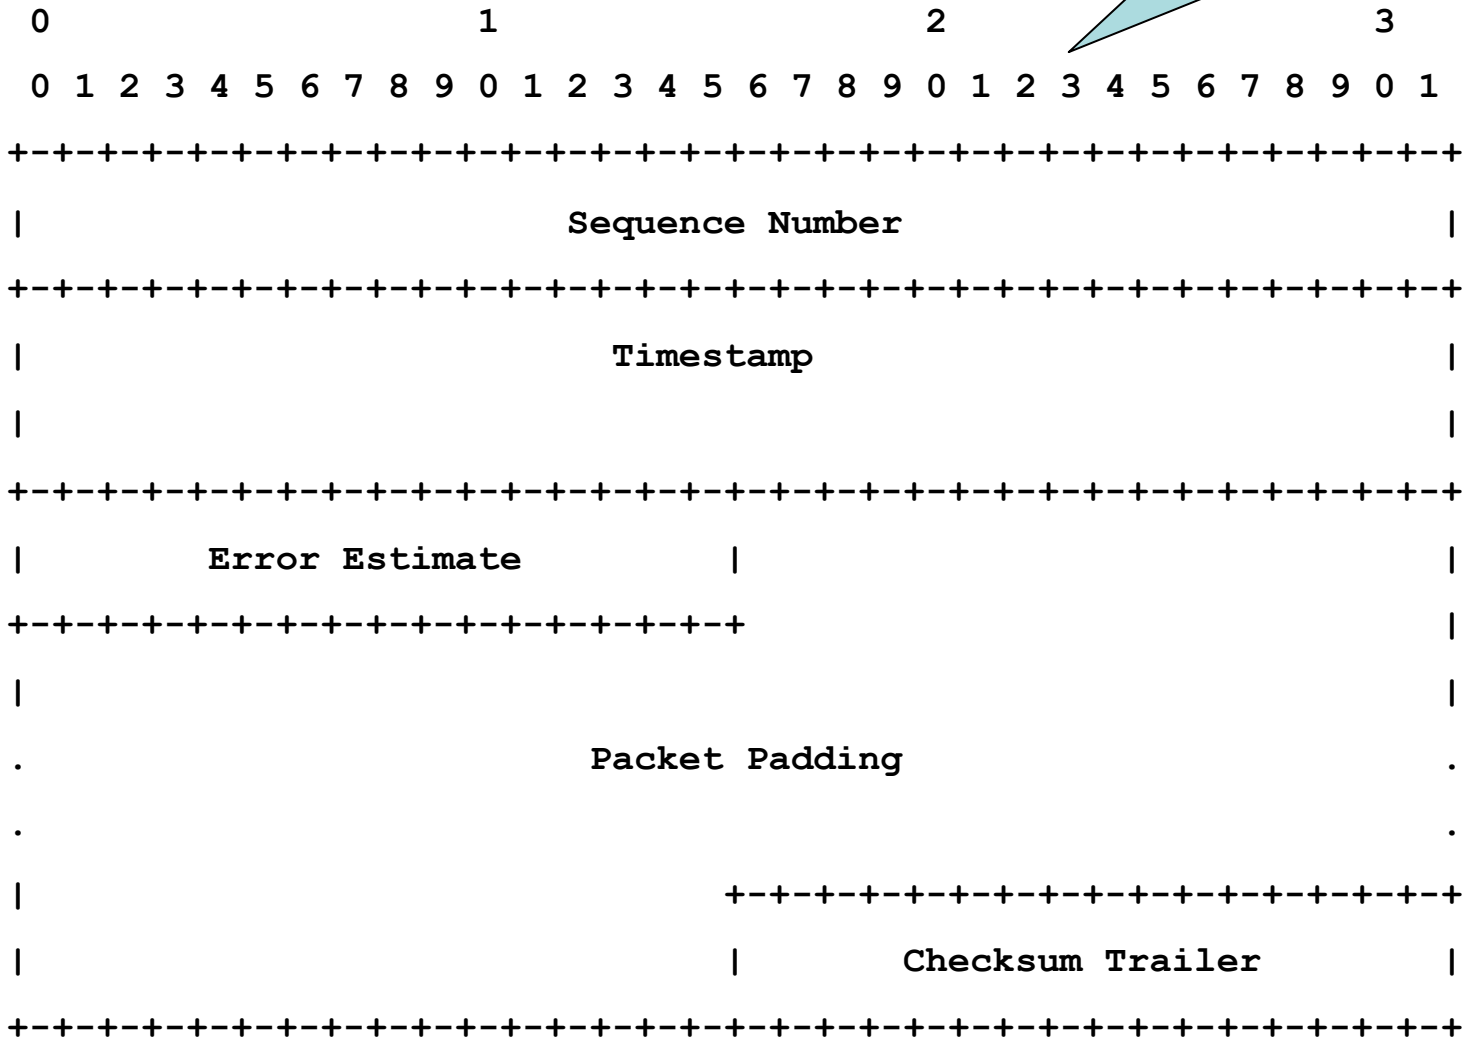 0                   1                   2                   3
 0 1 2 3 4 5 6 7 8 9 0 1 2 3 4 5 6 7 8 9 0 1 2 3 4 5 6 7 8 9 0 1
+-+-+-+-+-+-+-+-+-+-+-+-+-+-+-+-+-+-+-+-+-+-+-+-+-+-+-+-+-+-+-+-+
|                        Sequence Number                        |
+-+-+-+-+-+-+-+-+-+-+-+-+-+-+-+-+-+-+-+-+-+-+-+-+-+-+-+-+-+-+-+-+
|                          Timestamp                            |
|                                                               |
+-+-+-+-+-+-+-+-+-+-+-+-+-+-+-+-+-+-+-+-+-+-+-+-+-+-+-+-+-+-+-+-+
|        Error Estimate         |                               |
+-+-+-+-+-+-+-+-+-+-+-+-+-+-+-+-+                               |
|                                                               |
.                         Packet Padding                        .
.                                                               .
|                               +-+-+-+-+-+-+-+-+-+-+-+-+-+-+-+-+
|                               |       Checksum Trailer        |
+-+-+-+-+-+-+-+-+-+-+-+-+-+-+-+-+-+-+-+-+-+-+-+-+-+-+-+-+-+-+-+-+